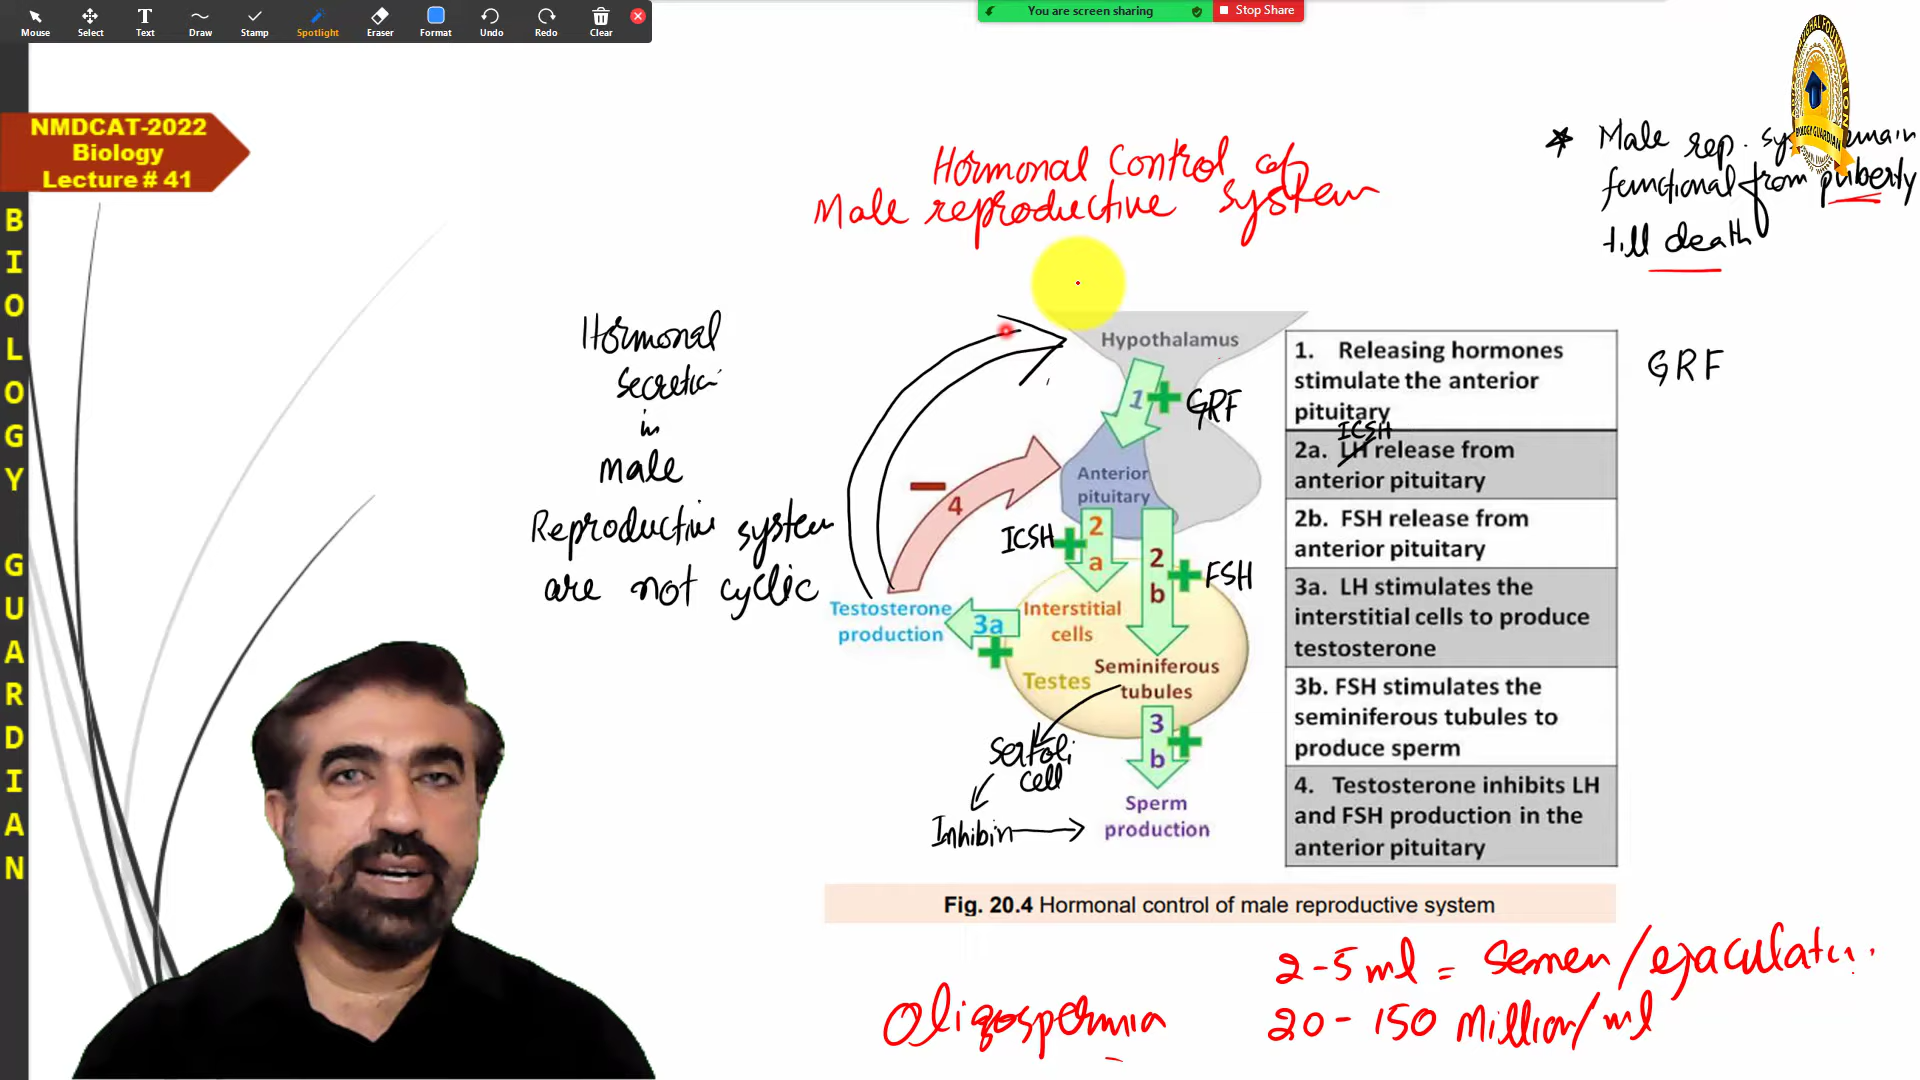 Mouse
Select
Text
Draw
Stamp
Spotlight
Eraser
Format
Undo
Redo
Clear
You are screen sharing
Stop Share
NMDCAT-2022
Biology
Lecture # 41
BIOLOGY GUARDIAN
BIOLOGY GUARDIAN
Hormonal Control of
Male reproductive system
Male rep. sy
functional from puberty
till death
Hormonal
in
male
Reproductive system
are not cyclic
Hypothalamus
1
GRF
Anterior
pituitary
4
ICSH
2
a
2
b
FSH
Testosterone
production
3a
Interstitial
cells
Testes
Seminiferous
tubules
3
b
Sertoli
cell
Inhibin
Sperm
production
1. Releasing hormones
stimulate the anterior
pituitary
ICSH
2a. LH release from
anterior pituitary
2b. FSH release from
anterior pituitary
3a. LH stimulates the
interstitial cells to produce
testosterone
3b. FSH stimulates the
seminiferous tubules to
produce sperm
4. Testosterone inhibits LH
and FSH production in the
anterior pituitary
GRF
Fig. 20.4 Hormonal control of male reproductive system
2-5 ml = Semen/
Oligospermia
20 - 150 Million/ml